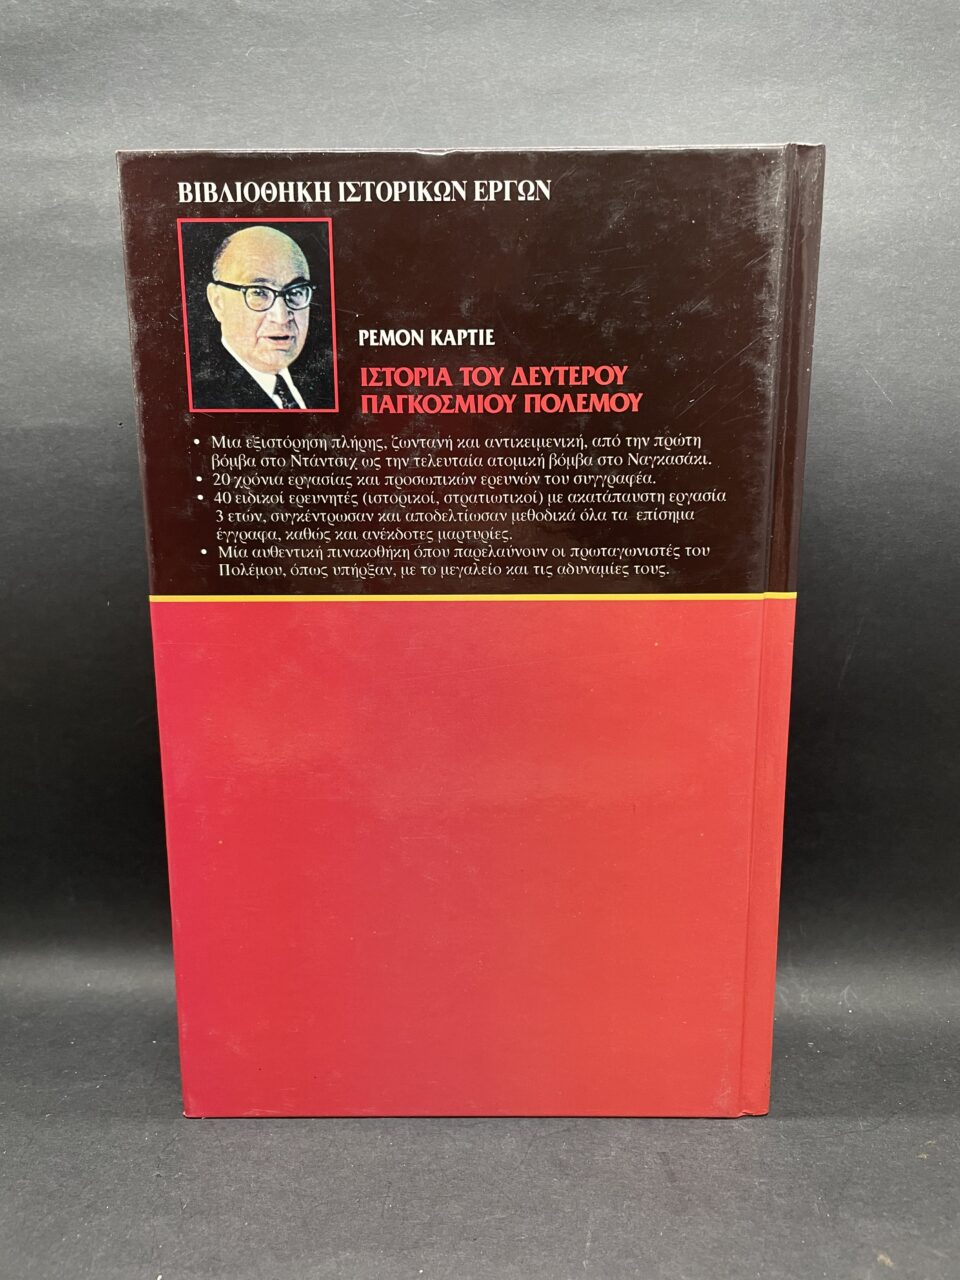 ΒΙΒΛΙΟΘΗΚΗ ΙΣΤΟΡΙΚΩΝ ΕΡΓΩΝ
ΡΕΜΟΝ ΚΑΡΤΙΕ
ΙΣΤΟΡΙΑ ΤΟΥ ΔΕΥΤΕΡΟΥ
ΠΑΓΚΟΣΜΙΟΥ ΠΟΛΕΜΟΥ
• Μια εξιστόρηση πλήρης, ζωντανή και αντικειμενική, από την πρώτη
βόμβα στο Ντάντσιχ ως την τελευταία ατομική βόμβα στο Ναγκασάκι.
• 20 χρόνια εργασίας και προσωπικών ερευνών του συγγραφέα.
• 40 ειδικοί ερευνητές (ιστορικοί, στρατιωτικοί) με ακατάπαυστη εργασία
3 ετών, συγκέντρωσαν και αποδελτίωσαν μεθοδικά όλα τα επίσημα
έγγραφα, καθώς και ανέκδοτες μαρτυρίες.
• Μία αυθεντική πινακοθήκη όπου παρελαύνουν οι πρωταγωνιστές του
Πολέμου, όπως υπήρξαν, με το μεγαλείο και τις αδυναμίες τους.